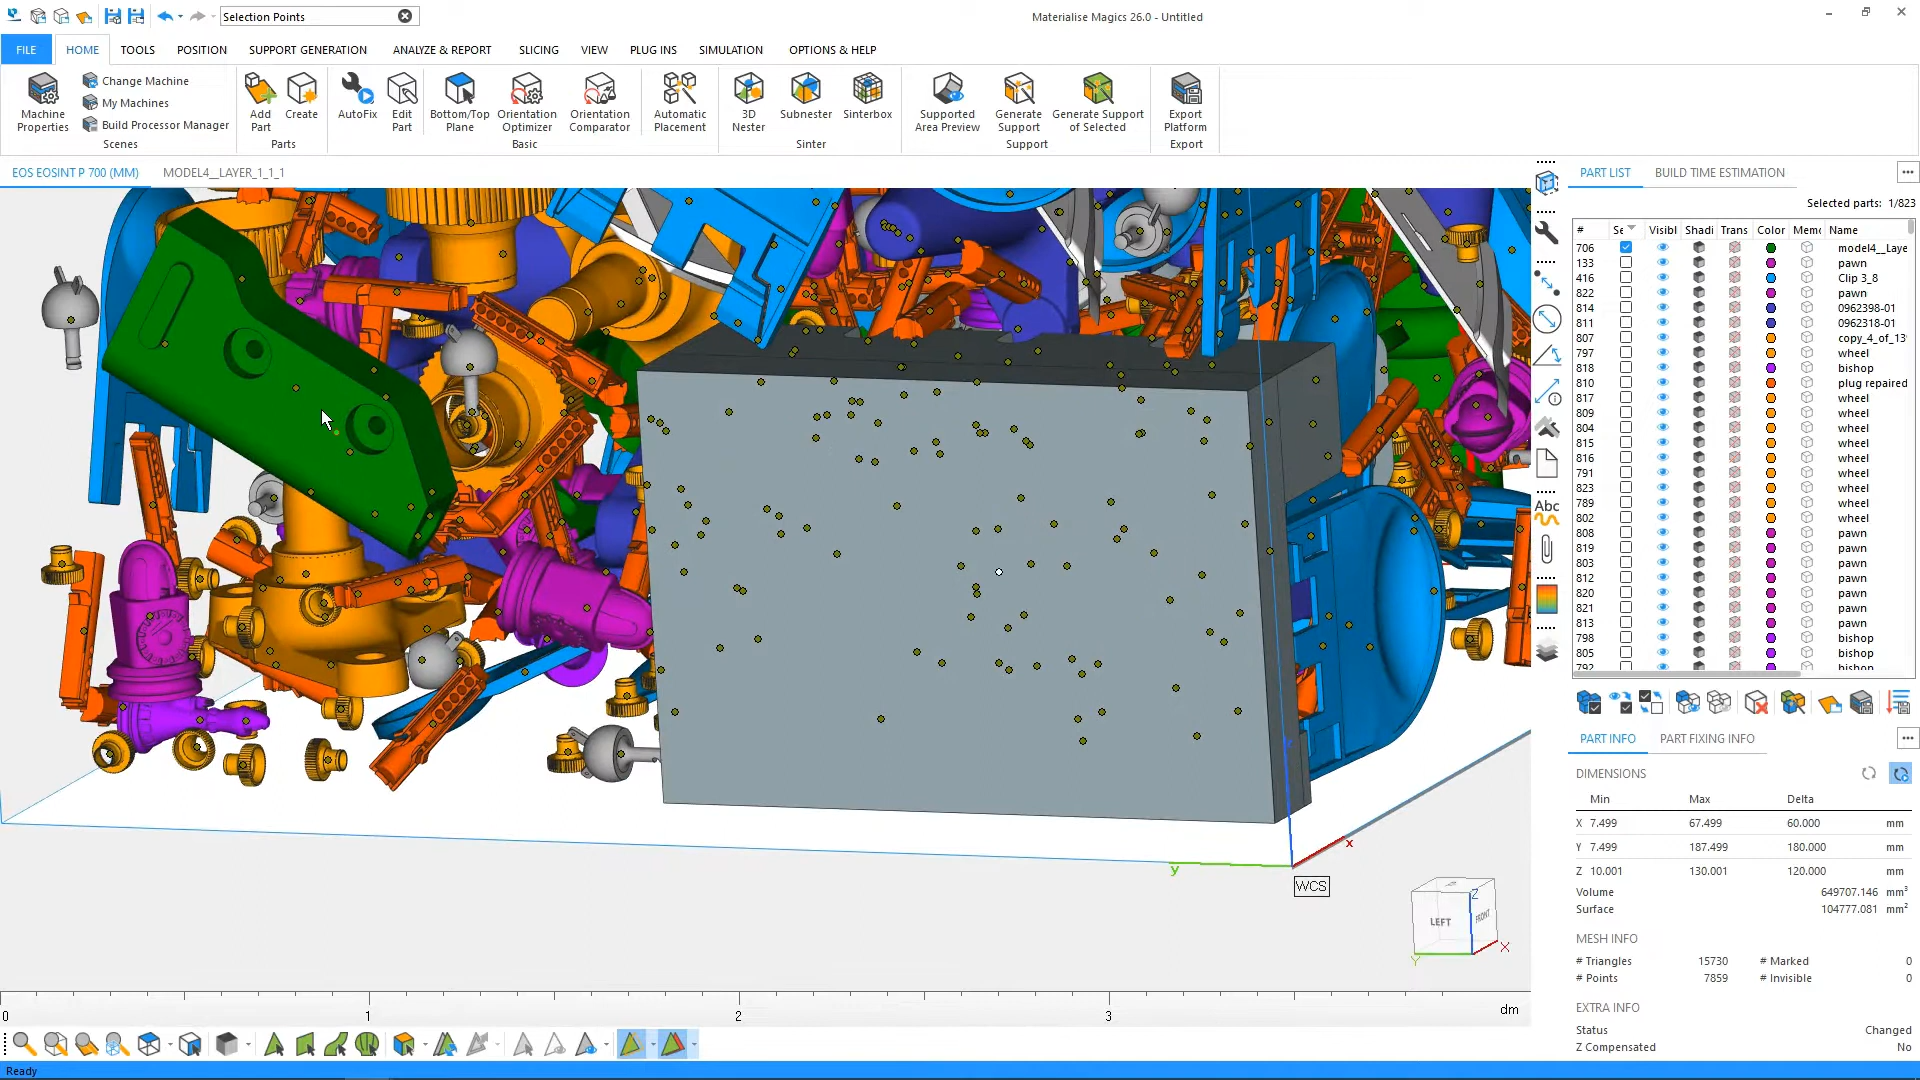 Selection Points
Materialise Magics 26.0 - Untitled
FILE HOME TOOLS POSITION SUPPORT GENERATION ANALYZE & REPORT SLICING VIEW PLUG INS SIMULATION OPTIONS & HELP
Machine Properties
Change Machine
My Machines
Build Processor Manager
Scenes
Add Part
Create
Parts
AutoFix
Edit Part
Bottom/Top Plane
Orientation Optimizer
Orientation Comparator
Automatic Placement
Basic
3D Nester
Subnester
Sinterbox
Sinter
Supported Area Preview
Generate Support
Generate Support of Selected
Support
Export Platform
Export
EOS EOSINT P 700 (MM) MODEL4__LAYER_1_1_1
PART LIST BUILD TIME ESTIMATION
Selected parts: 1/823
# Se Visibl Shadi Trans Color Mem Name
706 model4__Laye
133 pawn
416 Clip 3_8
822 pawn
814 0962398-01
811 0962318-01
807 copy_4_of_13
797 wheel
818 bishop
810 plug repaired
817 wheel
809 wheel
804 wheel
815 wheel
816 wheel
791 wheel
823 wheel
789 wheel
802 wheel
808 pawn
819 pawn
803 pawn
812 pawn
820 pawn
821 pawn
813 pawn
798 bishop
805 bishop
792 bishop
Abc
PART INFO PART FIXING INFO
DIMENSIONS
Min Max Delta
X 7.499 67.499 60.000 mm
Y 7.499 187.499 180.000 mm
Z 10.001 130.001 120.000 mm
Volume 649707.146 mm³
Surface 104777.081 mm²
MESH INFO
# Triangles 15730 # Marked 0
# Points 7859 # Invisible 0
EXTRA INFO
Status Changed
Z Compensated No
x
y
WCS
LEFT
FRONT
Z
X
Y
0 1 2 3 dm
Ready